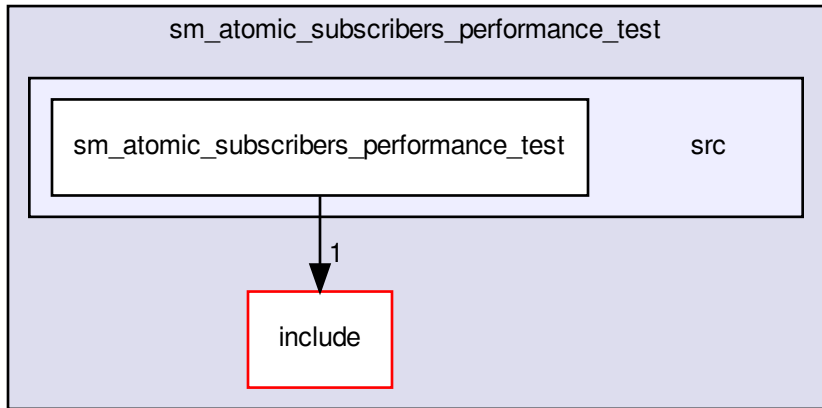 sm_atomic_subscribers_performance_test
sm_atomic_subscribers_performance_test
src
1
include